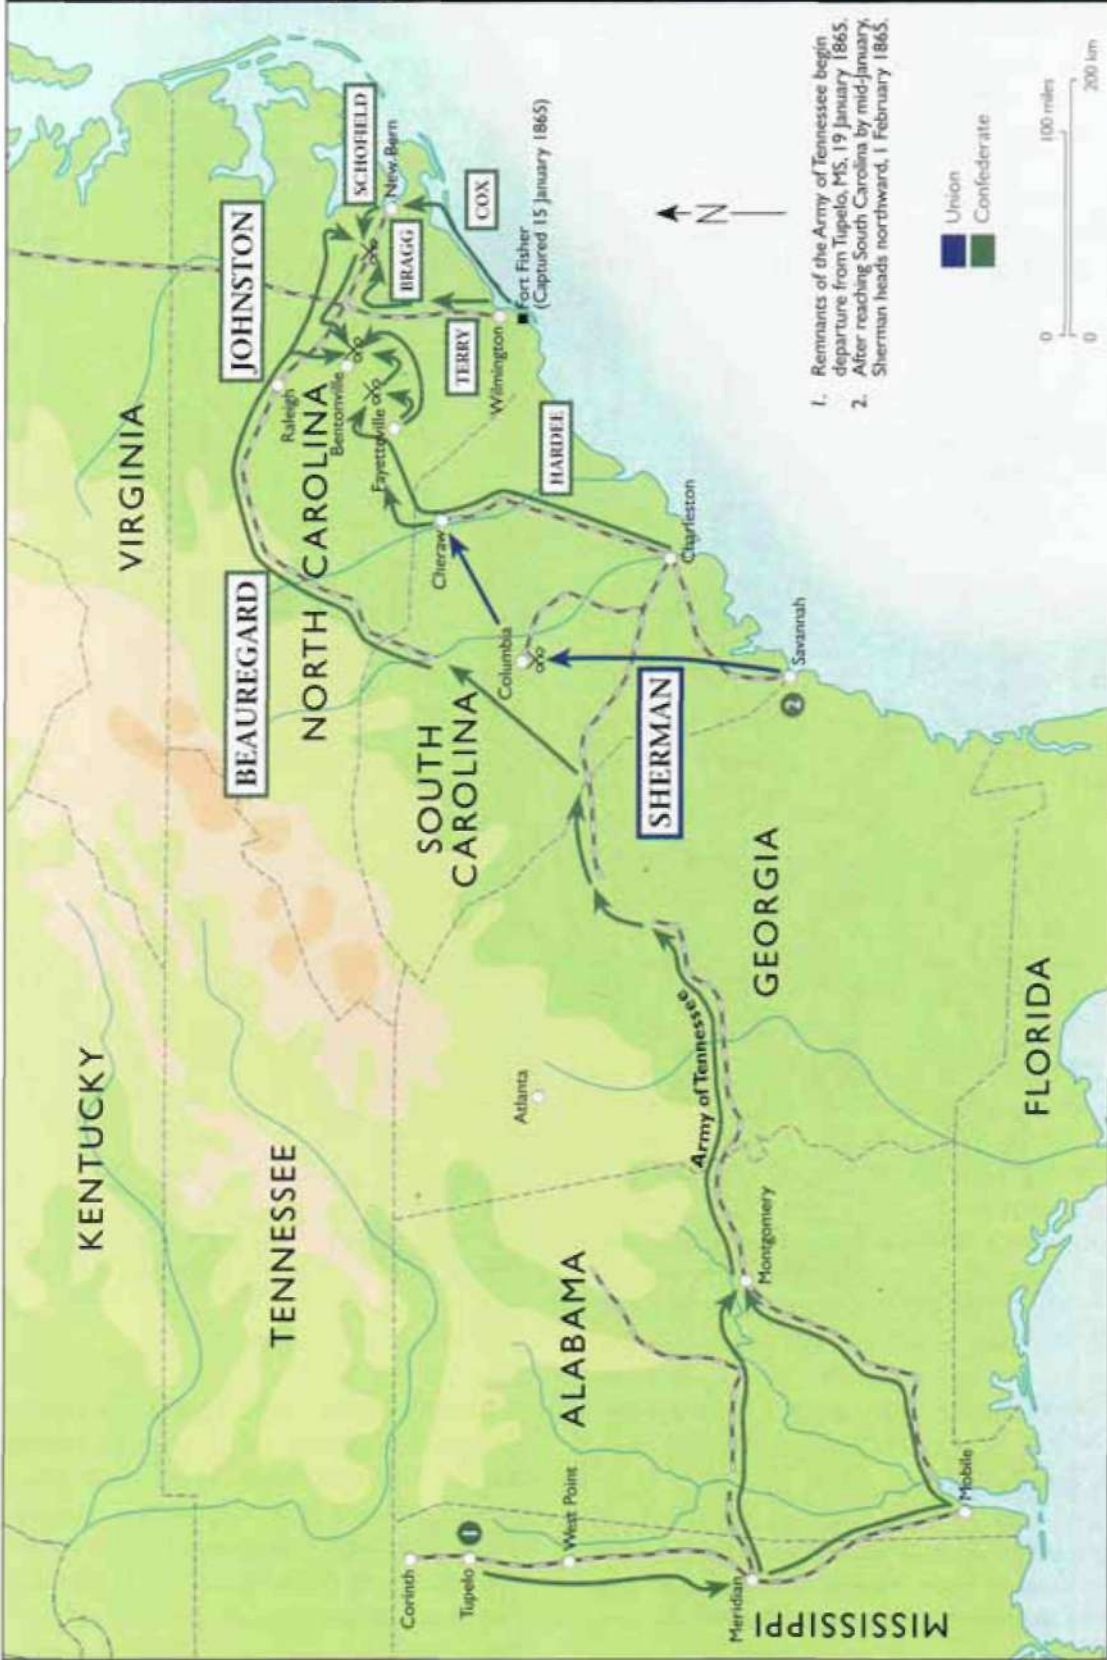 KENTUCKY
VIRGINIA
TENNESSEE
NORTH CAROLINA
SOUTH
CAROLINA
GEORGIA
ALABAMA
FLORIDA
MISSISSIPPI
BEAUREGARD
JOHNSTON
SCHOFIELD
BRAGG
COX
TERRY
HARDEE
SHERMAN
Corinth
Tupelo
1
West Point
Meridian
Mobile
Montgomery
Army of Tennessee
Atlanta
Columbia
Savannah
2
Charleston
Cheraw
Fayetteville
Bentonville
Raleigh
Wilmington
New Bern
Fort Fisher
(Captured 15 January 1865)
N
1. Remnants of the Army of Tennessee begin
departure from Tupelo, MS, 19 January 1865.
2. After reaching South Carolina by mid-January,
Sherman heads northward, 1 February 1865.
Union
Confederate
0 100 miles
0 200 km